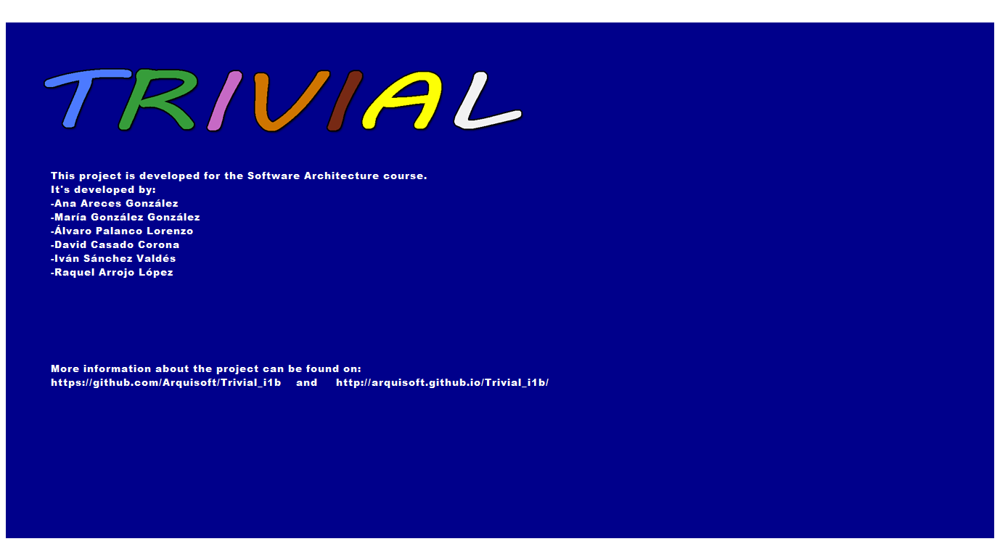 TRIVIAL
This project is developed for the Software Architecture course.
It's developed by:
-Ana Areces González
-María González González
-Álvaro Palanco Lorenzo
-David Casado Corona
-Iván Sánchez Valdés
-Raquel Arrojo López
More information about the project can be found on:
https://github.com/Arquisoft/Trivial_i1b and http://arquisoft.github.io/Trivial_i1b/